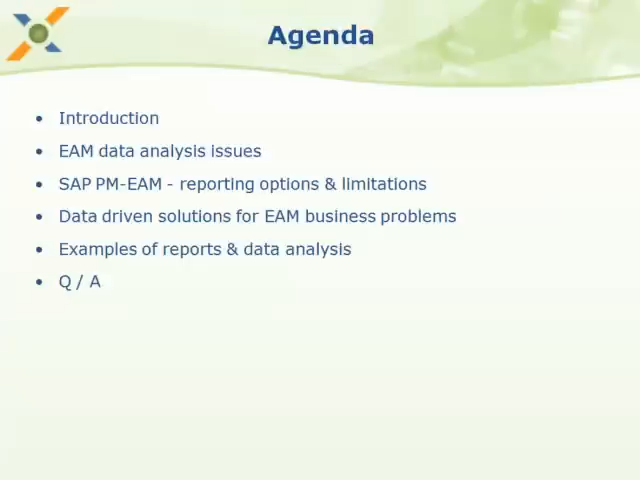 Agenda
• Introduction
• EAM data analysis issues
• SAP PM-EAM - reporting options & limitations
• Data driven solutions for EAM business problems
• Examples of reports & data analysis
• Q / A